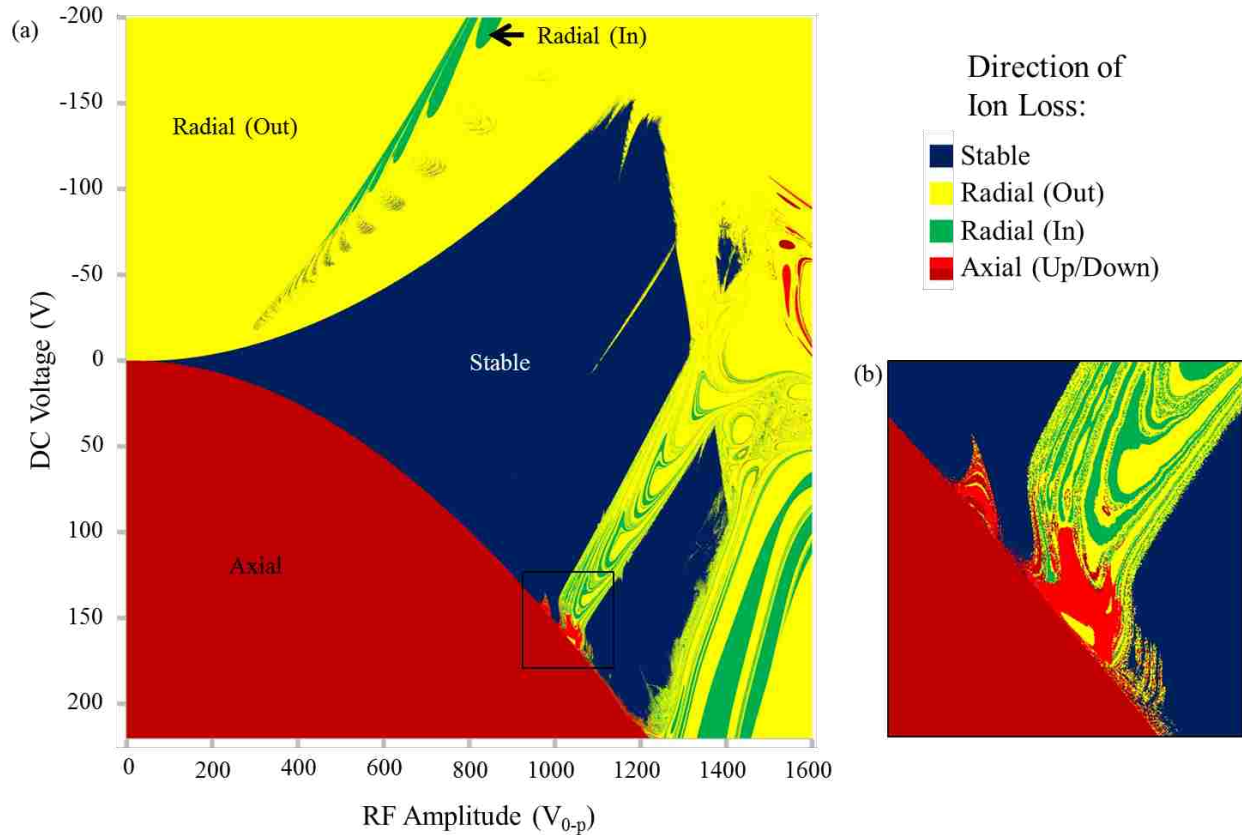 (a)
-200
-150
-100
-50
0
50
100
150
200
DC Voltage (V)
Radial (In)
Radial (Out)
Stable
Axial
0
200
400
600
800
1000
1200
1400
1600
RF Amplitude (V0-p)
Direction of
Ion Loss:
Stable
Radial (Out)
Radial (In)
Axial (Up/Down)
(b)